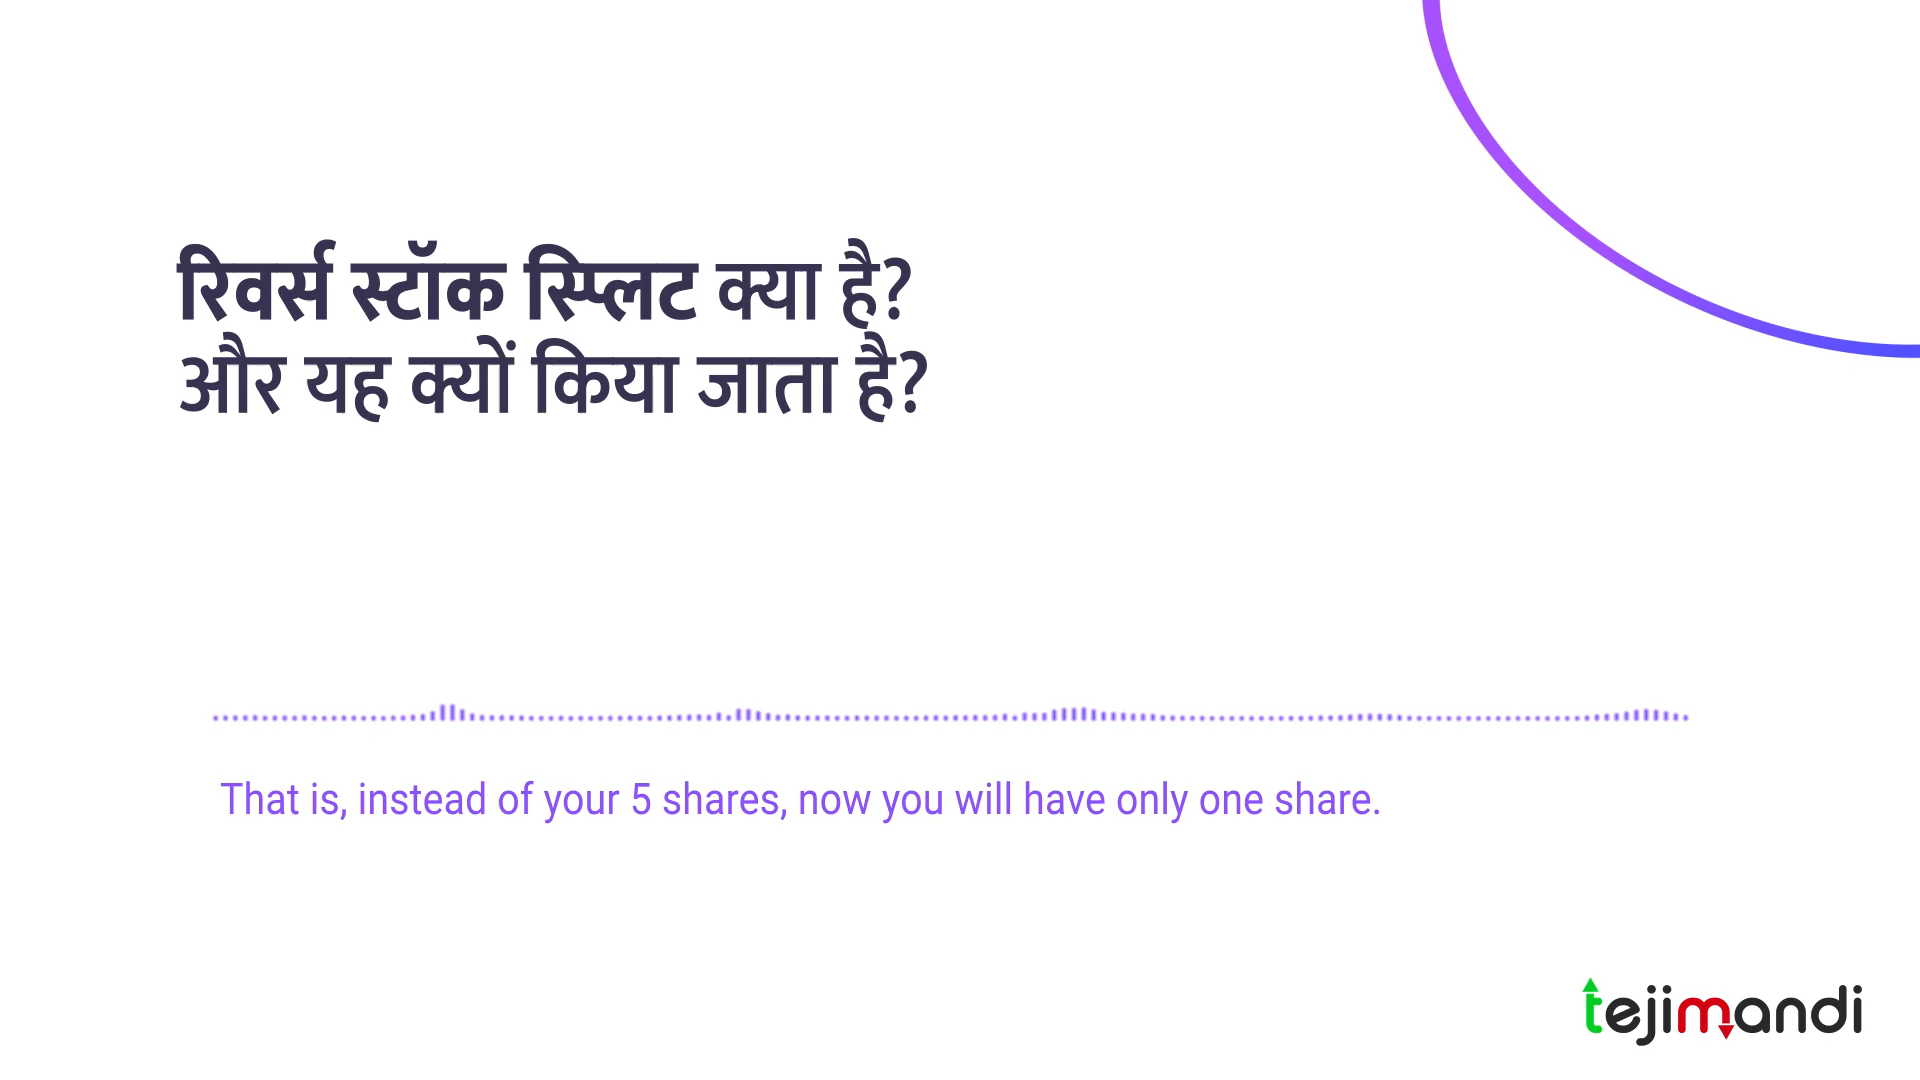 रिवर्स स्टॉक स्प्लिट क्या है?
और यह क्यों किया जाता है?
That is, instead of your 5 shares, now you will have only one share.
tejimandi